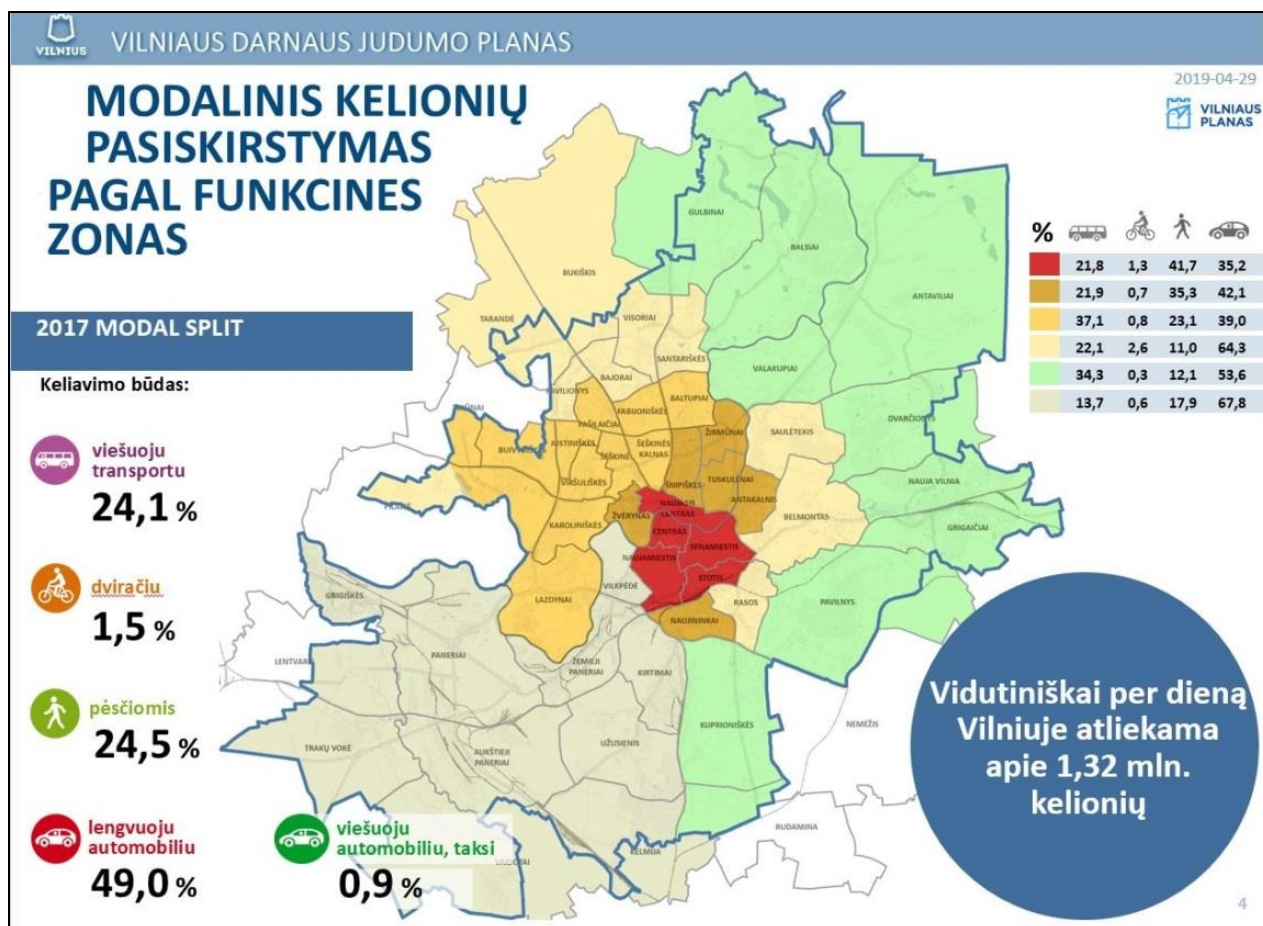 VILNIUS
VILNIAUS DARNAUS JUDUMO PLANAS
MODALINIS KELIONIŲ
PASISKIRSTYMAS
PAGAL FUNKCINES
ZONAS
2019-04-29
VILNIAUS
PLANAS
2017 MODAL SPLIT
Keliavimo būdas:
viešuoju
transportu
24,1 %
dviračiu
1,5 %
pėsčiomis
24,5 %
lengvuoju
automobiliu
49,0 %
viešuoju
automobiliu, taksi
0,9 %
%
21,8 1,3 41,7 35,2
21,9 0,7 35,3 42,1
37,1 0,8 23,1 39,0
22,1 2,6 11,0 64,3
34,3 0,3 12,1 53,6
13,7 0,6 17,9 67,8
GULBINAI
BALSIAI
BUKIŠKIS
ANTAVILIAI
TARANDĖ
VISORIAI
SANTARIŠKĖS
VALAKUPIAI
BAJORAI
BALTUPIAI
FABIJONIŠKĖS
PAŠILAIČIAI
DVARČIONYS
ŽIRMŪNAI
SAULĖTEKIS
JUSTINIŠKĖS
ŠEŠKINĖ
ŠEŠKINĖS
KALNAS
VIRŠULIŠKĖS
ŠNIPIŠKĖS
TUSKULĖNAI
ANTAKALNIS
NAUJA VILNIA
KAROLINIŠKĖS
ŽVĖRYNAS
NAUJASIS
CENTRAS
CENTRAS
BELMONTAS
GRIGAIČIAI
SENAMIESTIS
NAUJAMIESTIS
STOTIS
VILKPĖDĖ
LAZDYNAI
RASOS
PAVILNYS
GRIGIŠKĖS
NAUJININKAI
LENTVARI
PANERIAI
ŽEMIEJI
PANERIAI
KIRTIMAI
KUPRIONIŠKĖS
NEMĖŽIS
TRAKŲ VOKĖ
AUKŠTIEJI
PANERIAI
UŽUSIENIS
RUDAMINA
KELMIJA
Vidutiniškai per dieną
Vilniuje atliekama
apie 1,32 mln.
kelionių
4